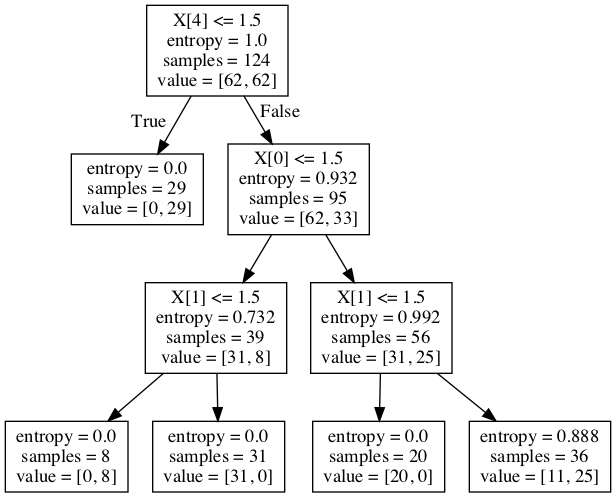 X[4] <= 1.5
entropy = 1.0
samples = 124
value = [62, 62]
True
False
entropy = 0.0
samples = 29
value = [0, 29]
X[0] <= 1.5
entropy = 0.932
samples = 95
value = [62, 33]
X[1] <= 1.5
entropy = 0.732
samples = 39
value = [31, 8]
X[1] <= 1.5
entropy = 0.992
samples = 56
value = [31, 25]
entropy = 0.0
samples = 8
value = [0, 8]
entropy = 0.0
samples = 31
value = [31, 0]
entropy = 0.0
samples = 20
value = [20, 0]
entropy = 0.888
samples = 36
value = [11, 25]